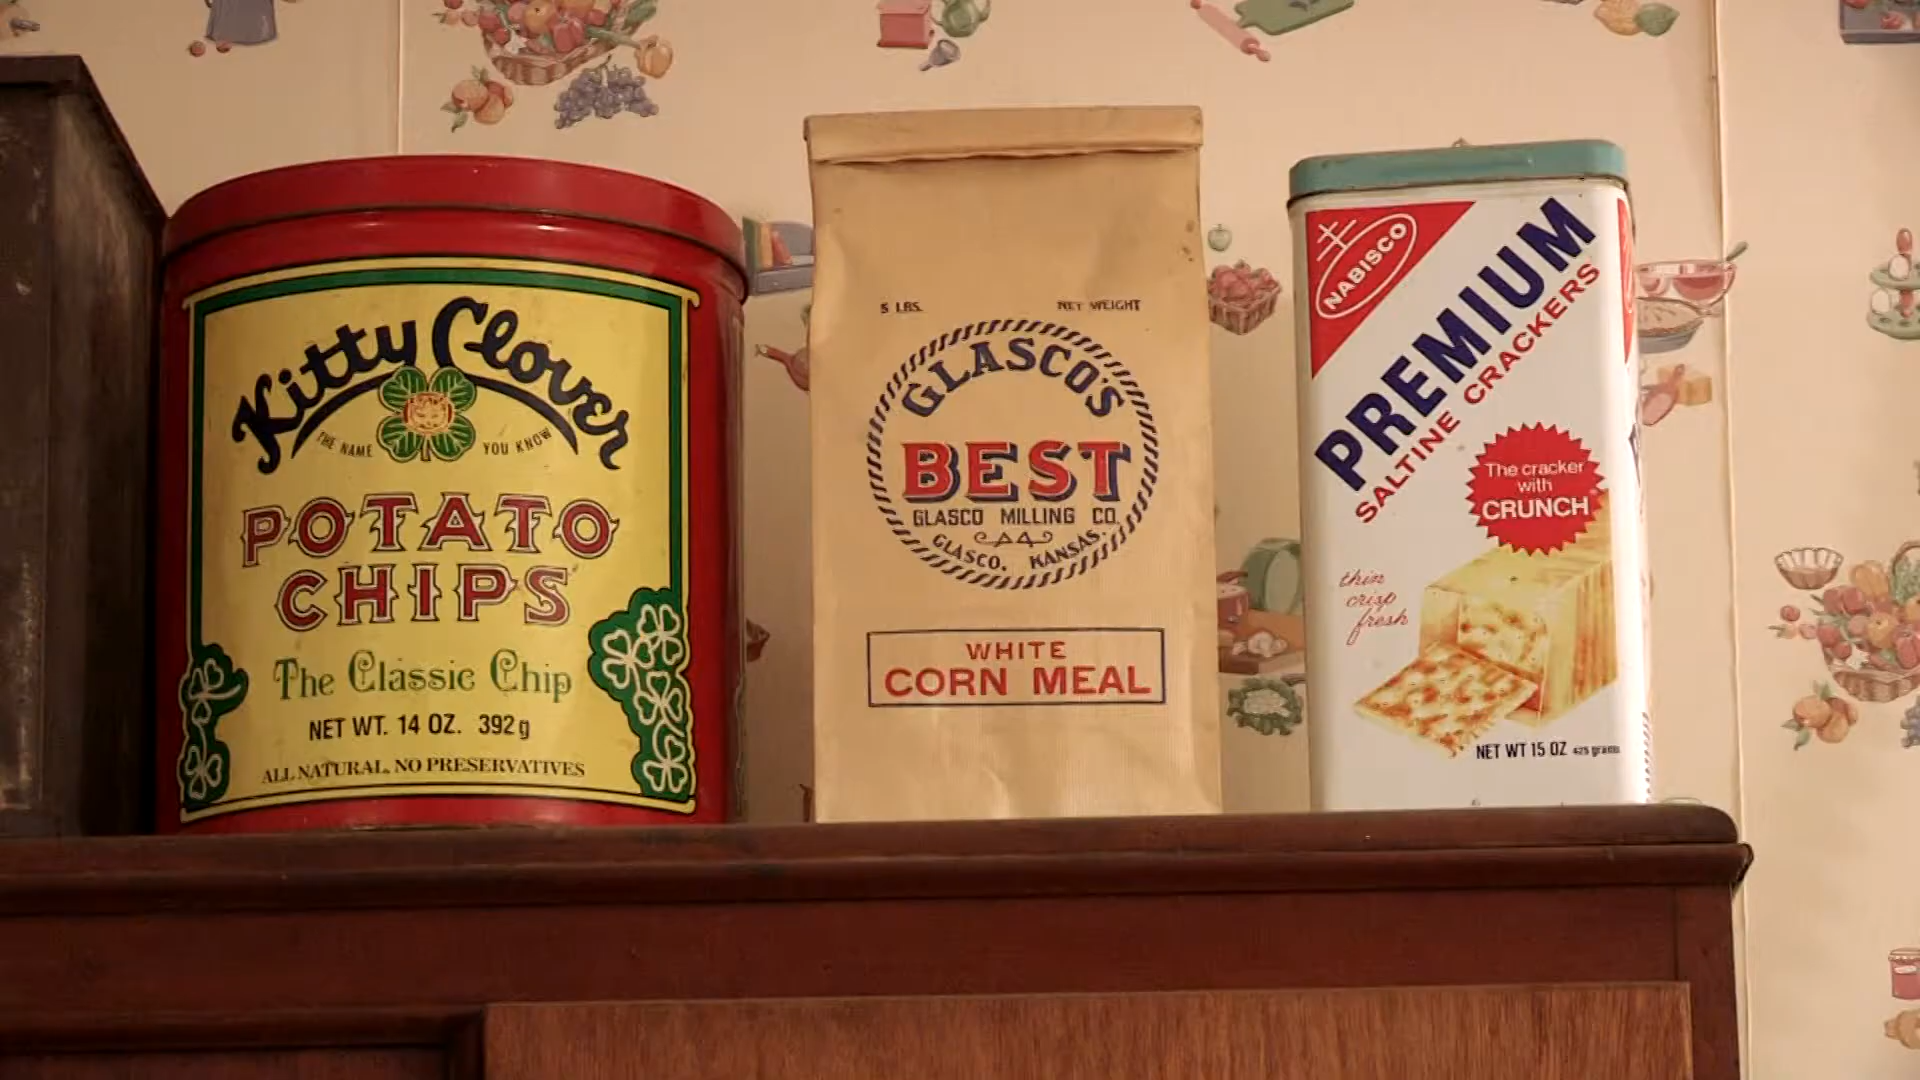 Kitty Clover
THE NAME YOU KNOW
POTATO
CHIPS
The Classic Chip
NET WT. 14 OZ. 392g
ALL NATURAL, NO PRESERVATIVES
5 LBS. NET WEIGHT
GLASCO'S
BEST
GLASCO MILLING CO.
GLASCO, KANSAS.
WHITE
CORN MEAL
NABISCO
PREMIUM
SALTINE CRACKERS
The cracker
with
CRUNCH
thin
crisp
fresh
NET WT 15 OZ 425 grams